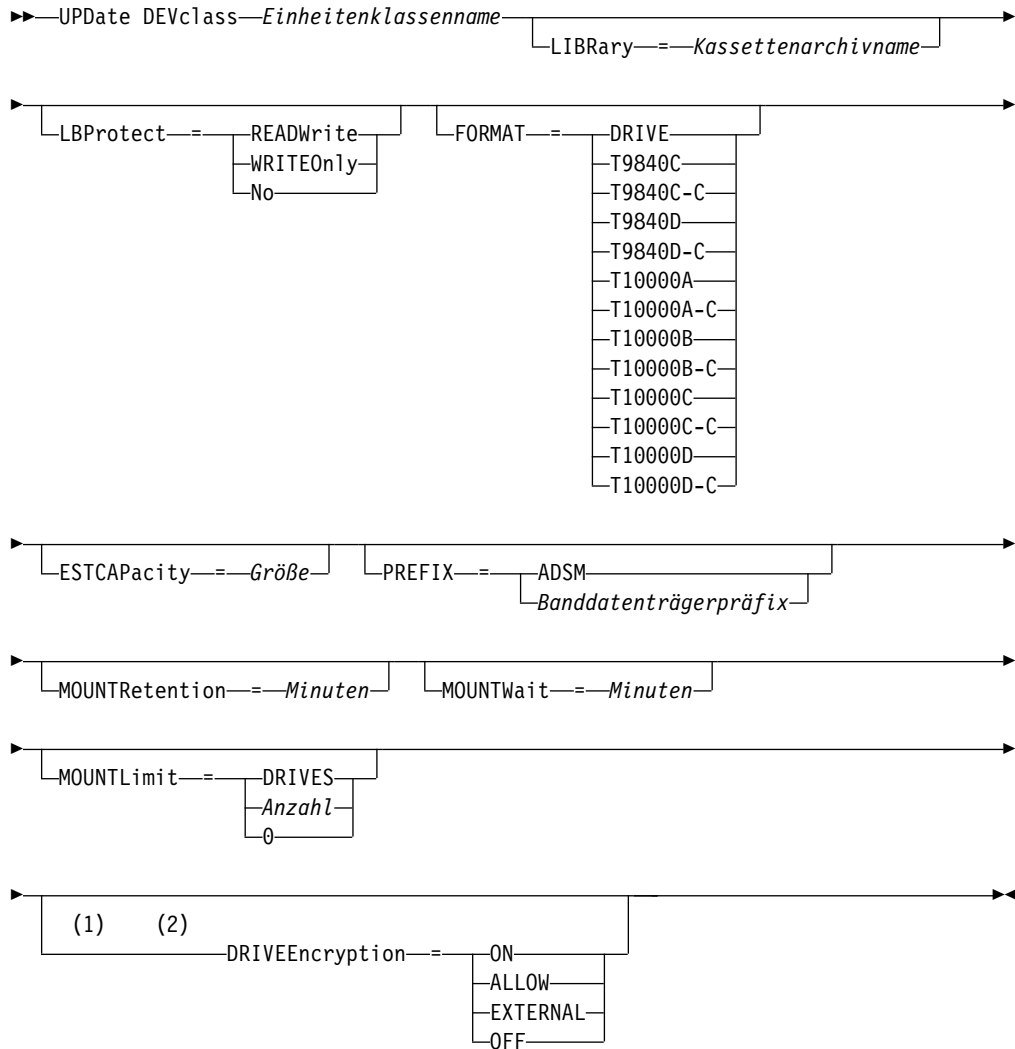 UPDate DEVclass Einheitenklassenname
LIBRary = Kassettenarchivname
LBProtect = READWrite
WRITEOnly
No
FORMAT = DRIVE
T9840C
T9840C-C
T9840D
T9840D-C
T10000A
T10000A-C
T10000B
T10000B-C
T10000C
T10000C-C
T10000D
T10000D-C
ESTCAPacity = Größe
PREFIX = ADSM
Banddatenträgerpräfix
MOUNTRetention = Minuten
MOUNTWait = Minuten
MOUNTLimit = DRIVES
Anzahl
0
(1) (2)
DRIVEEncryption = ON
ALLOW
EXTERNAL
OFF